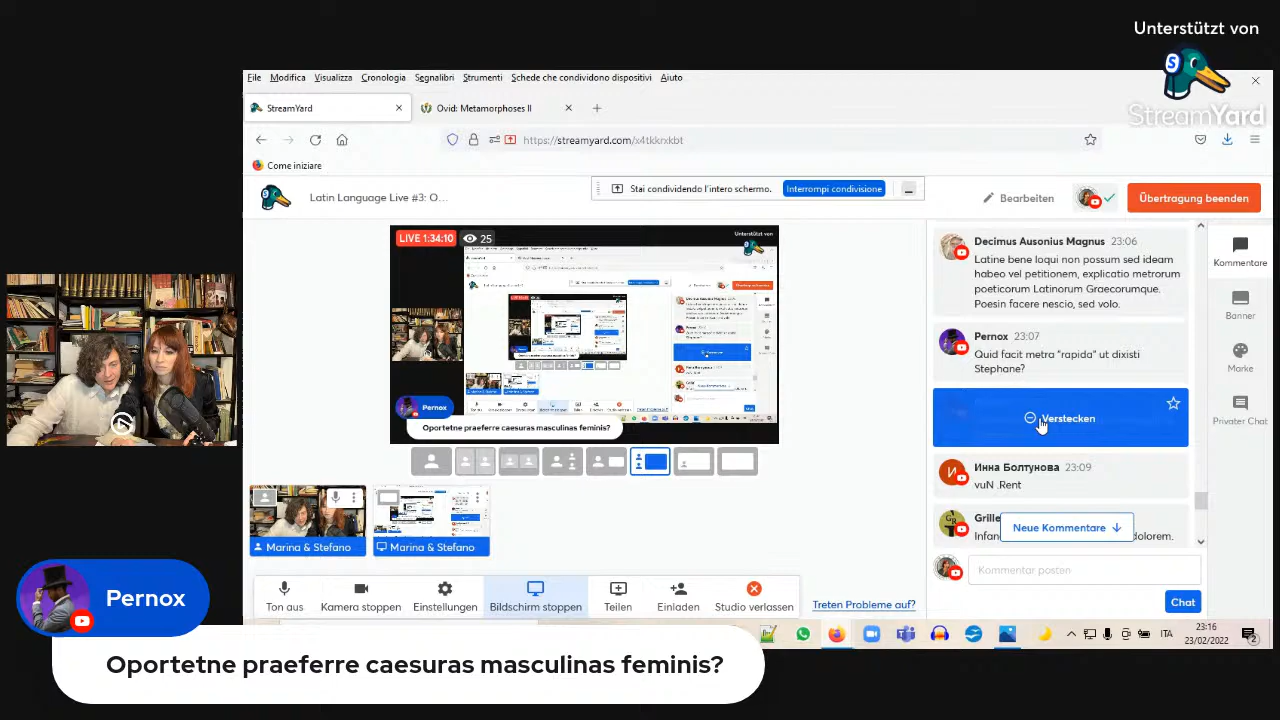 Unterstützt von
StreamYard
File Modifica Visualizza Cronologia Segnalibri Strumenti Schede che condividono dispositivi Aiuto
StreamYard
Ovid: Metamorphoses II
https://streamyard.com/x4tkkrxkbt
Come iniziare
Latin Language Live #3: O...
Stai condividendo l'intero schermo.
Interrompi condivisione
Bearbeiten
Übertragung beenden
LIVE 1:34:10
25
Unterstützt von
Pernox
Oportetne praeferre caesuras masculinas feminis?
Marina & Stefano
Marina & Stefano
Decimus Ausonius Magnus 23:06
Latine bene loqui non possum sed ideam
habeo vel petitionem, explicatio metrorum
poeticorum Latinorum Graecorumque.
Poesin facere nescio, sed volo.
Pernox 23:07
Quid facit metra "rapida" ut dixisti
Stephane?
Verstecken
Инна Болтунова 23:09
vuN .Rent
Grille
Neue Kommentare
dolorem.
Kommentar posten
Chat
Kommentare
Banner
Marke
Privater Chat
Ton aus
Kamera stoppen
Einstellungen
Bildschirm stoppen
Teilen
Einladen
Studio verlassen
Treten Probleme auf?
ITA
23:16
23/02/2022
2
Pernox
Oportetne praeferre caesuras masculinas feminis?